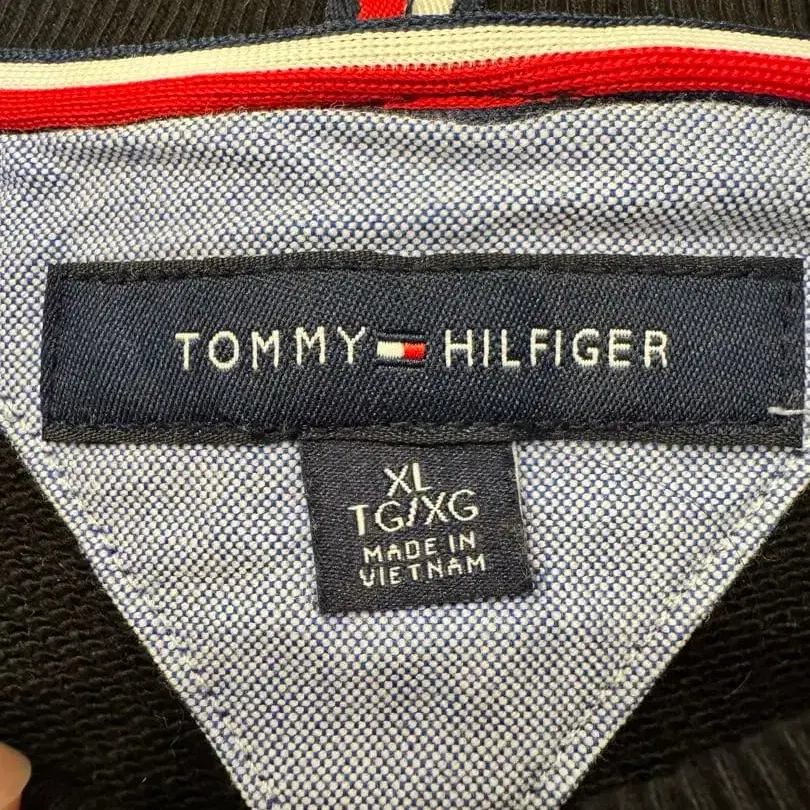 TOMMY HILFIGER
XL
TG/XG
MADE IN
VIETNAM